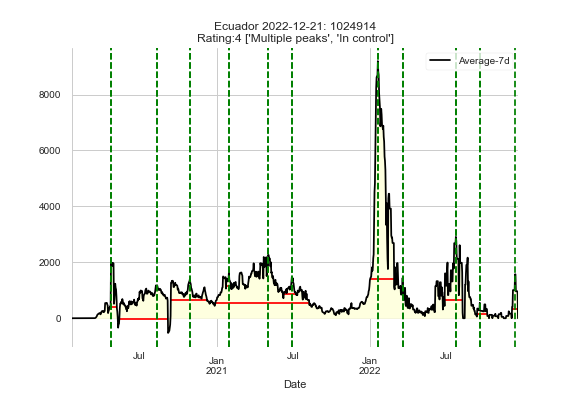 Ecuador 2022-12-21: 1024914
Rating:4 ['Multiple peaks', 'In control']
Average-7d
8000
6000
4000
2000
0
Jul
Jan
2021
Jul
Jan
2022
Jul
Date